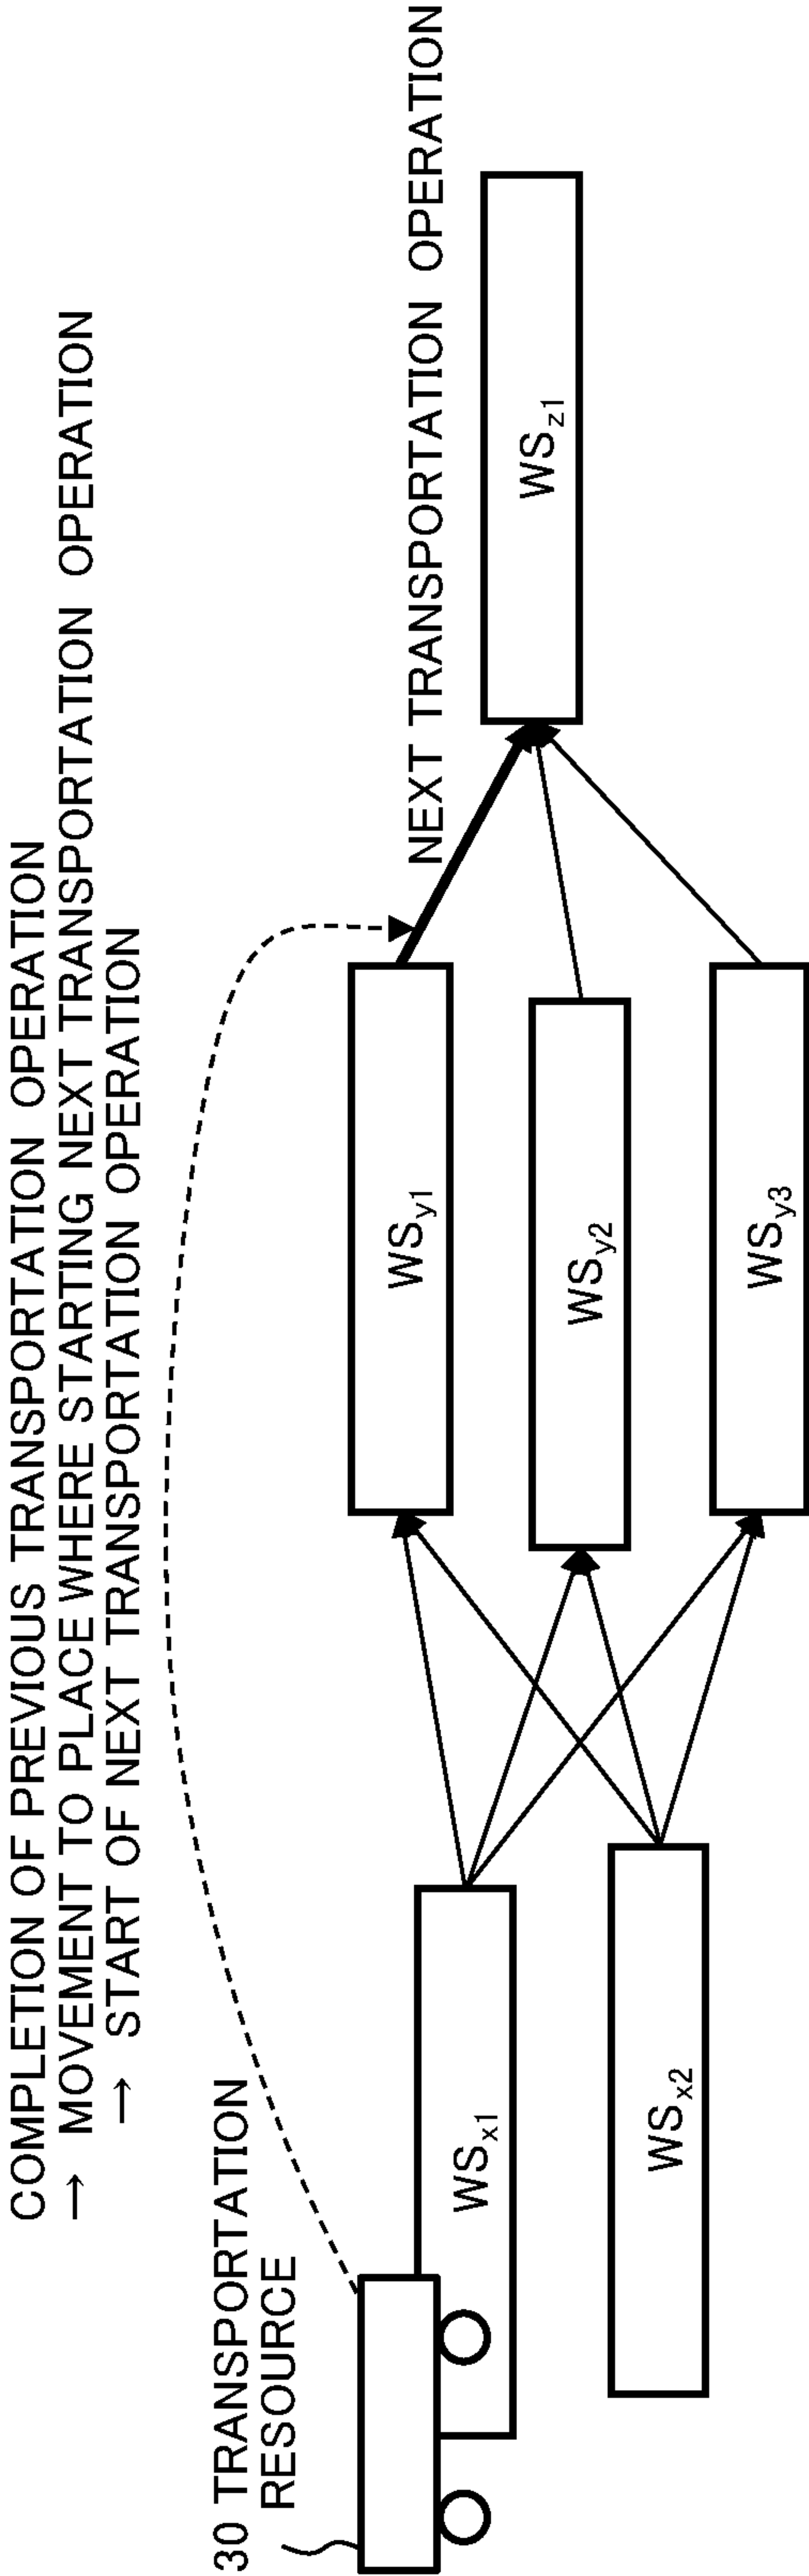 COMPLETION OF PREVIOUS TRANSPORTATION OPERATION
→ MOVEMENT TO PLACE WHERE STARTING NEXT TRANSPORTATION OPERATION
→ START OF NEXT TRANSPORTATION OPERATION
30 TRANSPORTATION
RESOURCE
NEXT TRANSPORTATION OPERATION
WSx1
WSx2
WSy1
WSy2
WSy3
WSz1